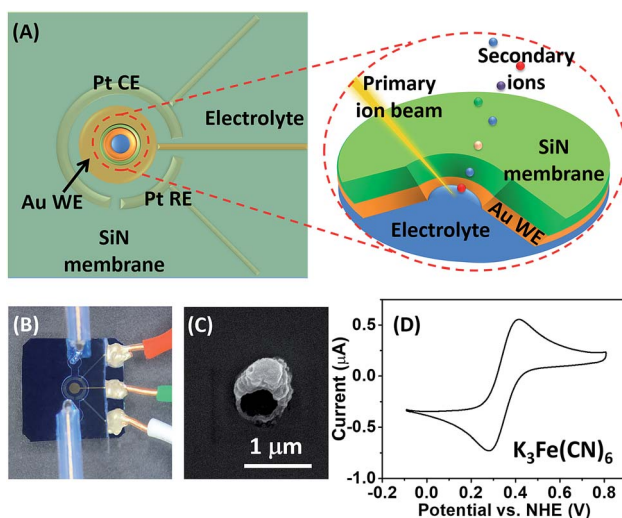 (A)
Pt CE
Electrolyte
Au WE
Pt RE
SiN
membrane
Secondary
ions
Primary
ion beam
SiN
membrane
Au WE
Electrolyte
(B)
(C)
1 μm
(D)
0.5
0.0
-0.5
-1.0
Current (μA)
K3Fe(CN)6
-0.2 0.0 0.2 0.4 0.6 0.8
Potential vs. NHE (V)